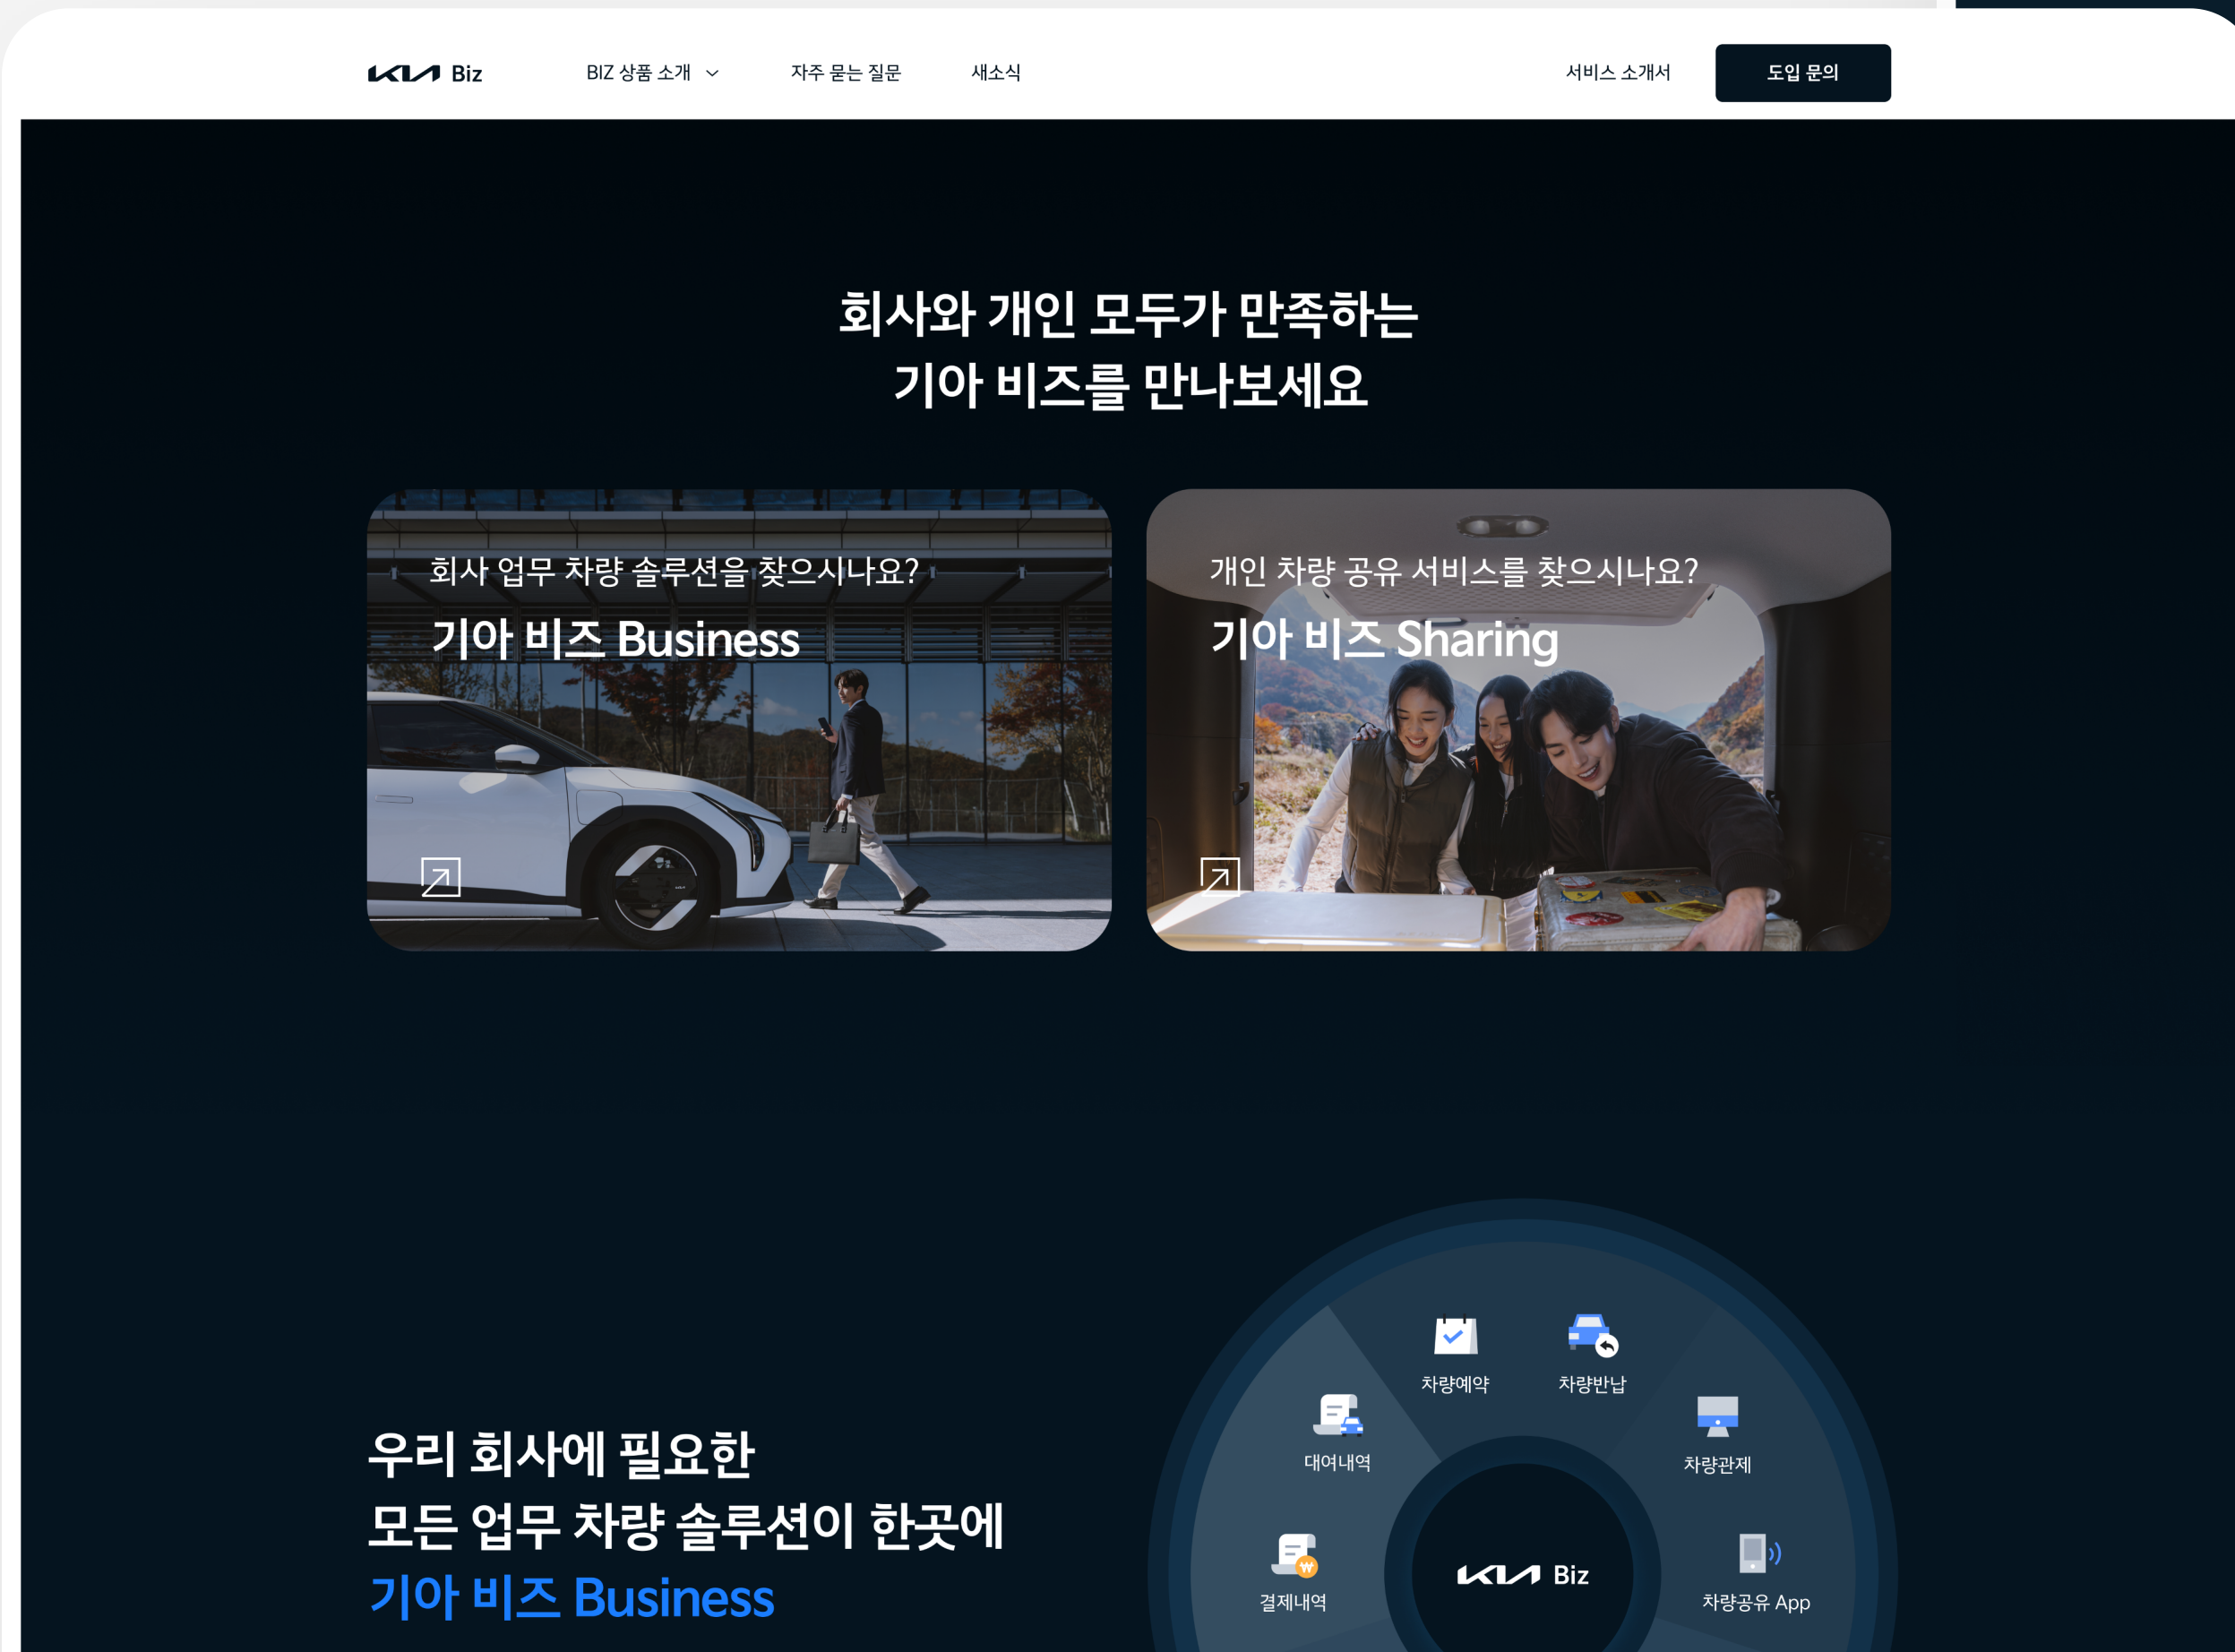 KIA Biz
BIZ 상품 소개
자주 묻는 질문
새소식
서비스 소개서
도입 문의
회사와 개인 모두가 만족하는
기아 비즈를 만나보세요
회사 업무 차량 솔루션을 찾으시나요?
기아 비즈 Business
개인 차량 공유 서비스를 찾으시나요?
기아 비즈 Sharing
우리 회사에 필요한
모든 업무 차량 솔루션이 한곳에
기아 비즈 Business
차량예약
차량반납
대여내역
차량관제
결제내역
차량공유 App
KIA Biz